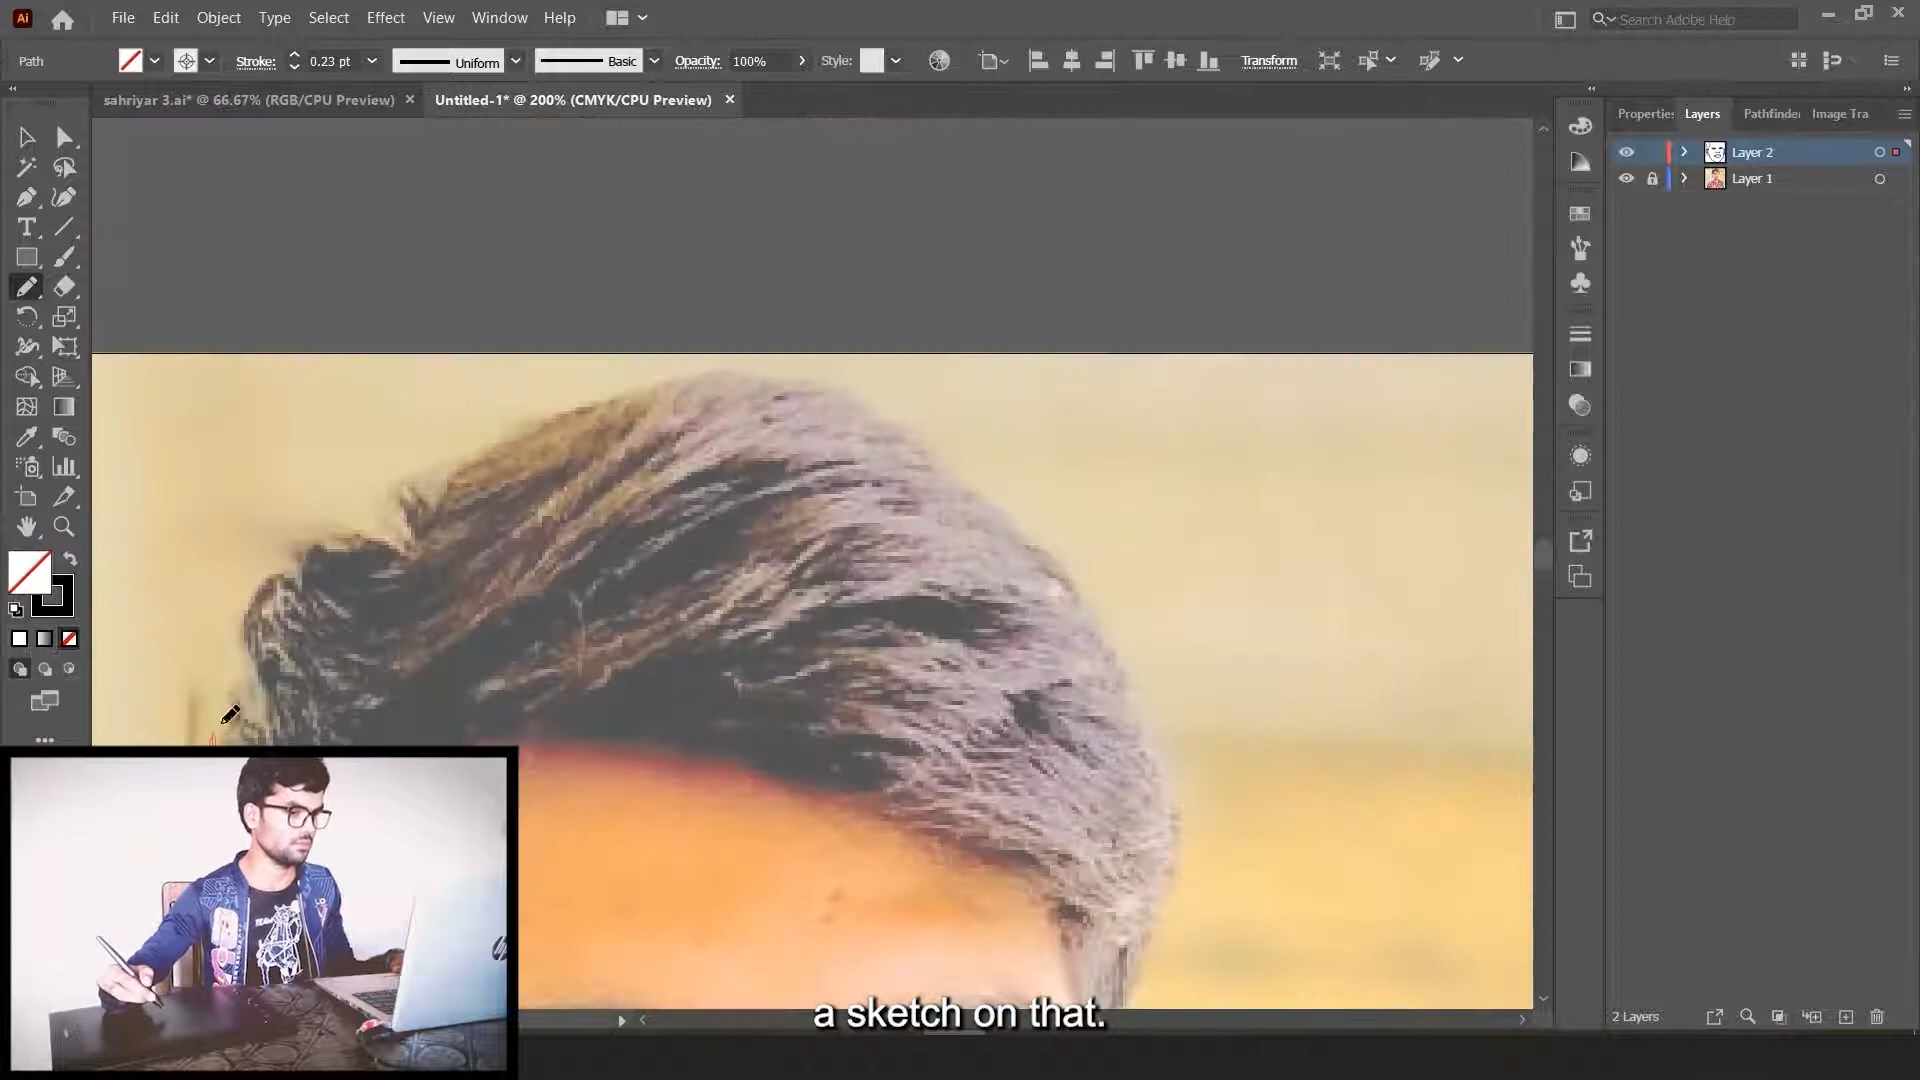 Ai File Edit Object Type Select Effect View Window Help Search Adobe Help
Path Stroke: 0.23 pt Uniform Basic Opacity: 100% Style: Transform
sahriyar 3.ai* @ 66.67% (RGB/CPU Preview) Untitled-1* @ 200% (CMYK/CPU Preview)
Propertie: Layers Pathfinde Image Tra
Layer 2
Layer 1
TEAM
hp
a sketch on that.
2 Layers